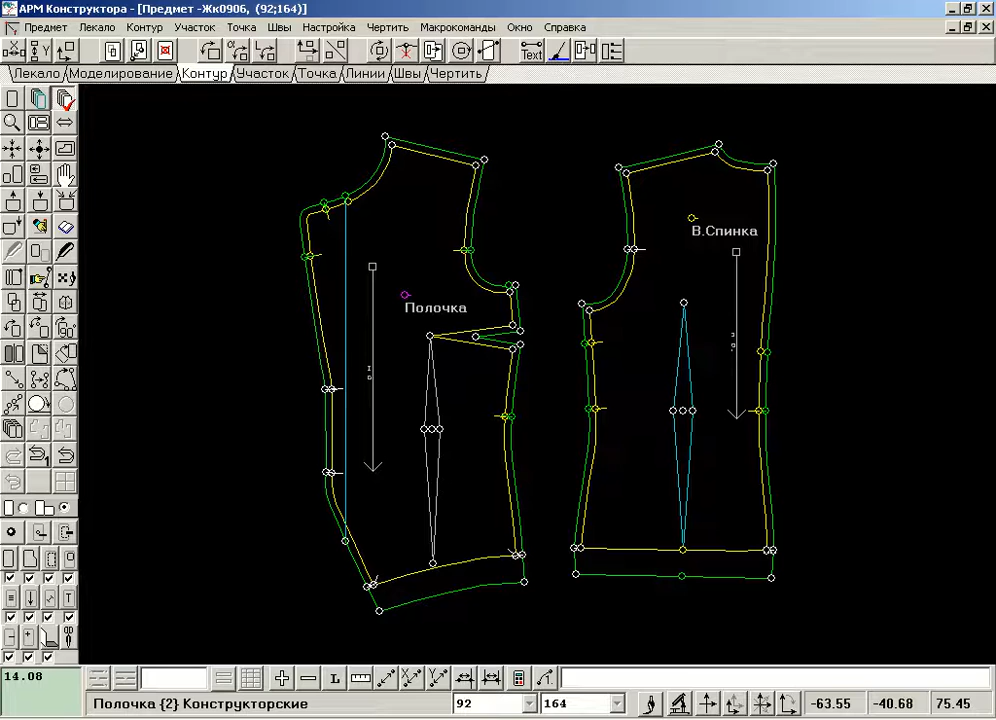 АРМ Конструктора - [Предмет -Жк0906, (92;164)]
Предмет Лекало Контур Участок Точка Швы Настройка Чертить Макрокоманды Окно Справка
Text
Лекало Моделирование Контур Участок Точка Линии Швы Чертить
В.Спинка
Полочка
T
L
14.08
Полочка {2} Конструкторские 92 164 -63.55 -40.68 75.45